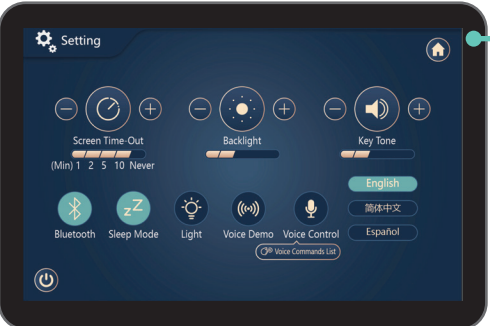 Setting
Screen Time-Out
Backlight
Key Tone
(Min) 1 2 5 10 Never
English
简体中文
Español
zZ
Bluetooth
Sleep Mode
Light
Voice Demo
Voice Control
Voice Commands List